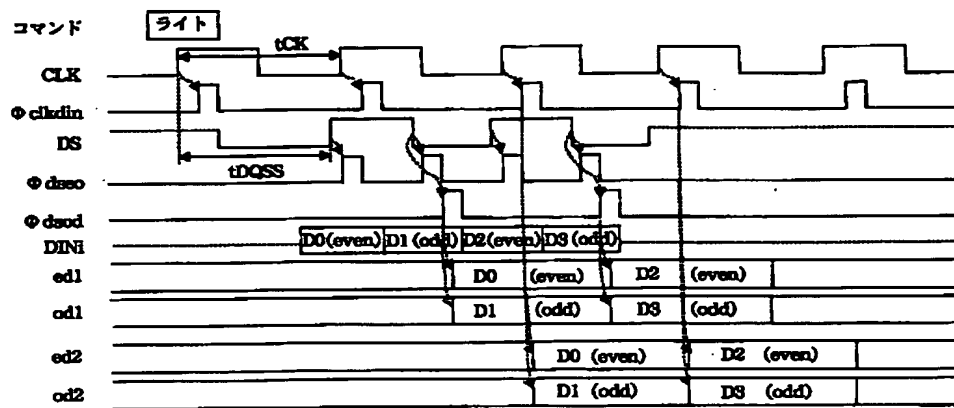 コマンド ライト
tCK
CLK
Φclkdin
DS
tDQSS
Φdseo
Φdsod
DINi D0(even) D1(odd) D2(even) D3(odd)
ed1 D0 (even) D2 (even)
od1 D1 (odd) D3 (odd)
ed2 D0 (even) D2 (even)
od2 D1 (odd) D3 (odd)